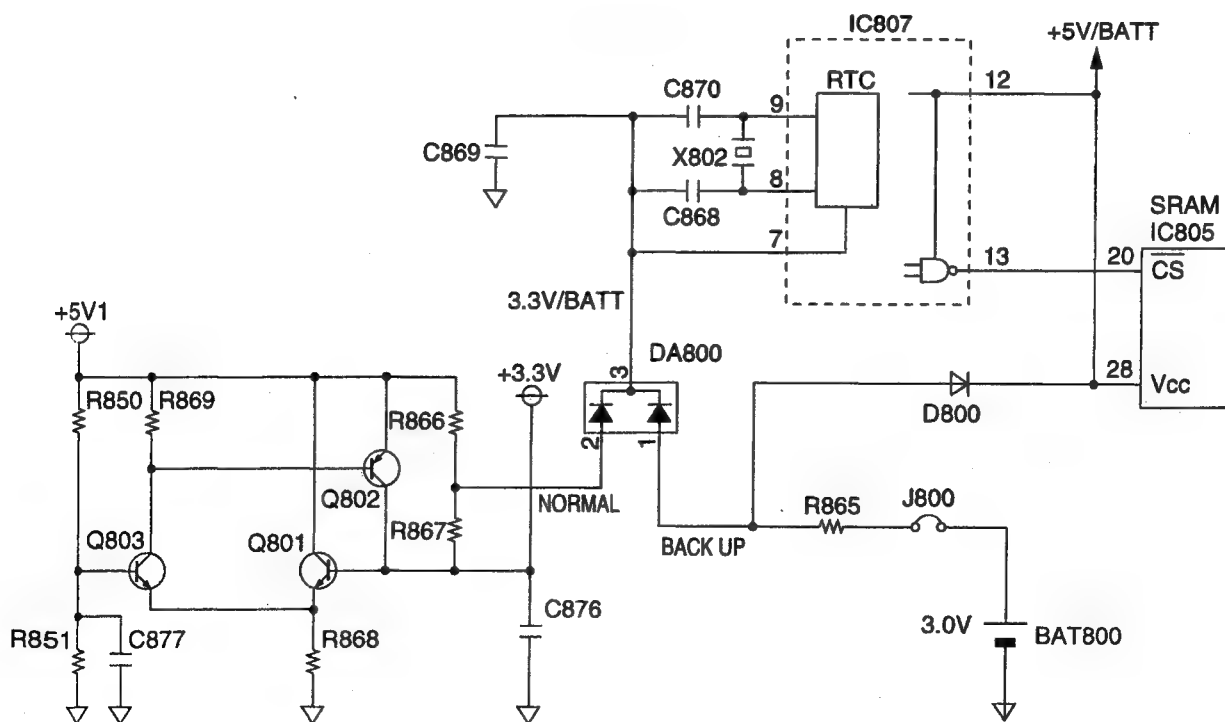 IC807
+5V/BATT
RTC
12
C870
9
C869
X802
8
C868
7
13
SRAM
IC805
20
CS
3.3V/BATT
+5V1
DA800
3
+3.3V
28
Vcc
R850
R869
R866
D800
2
1
Q802
NORMAL
R865
J800
R867
BACK UP
Q803
Q801
C876
R851
C877
R868
3.0V
BAT800